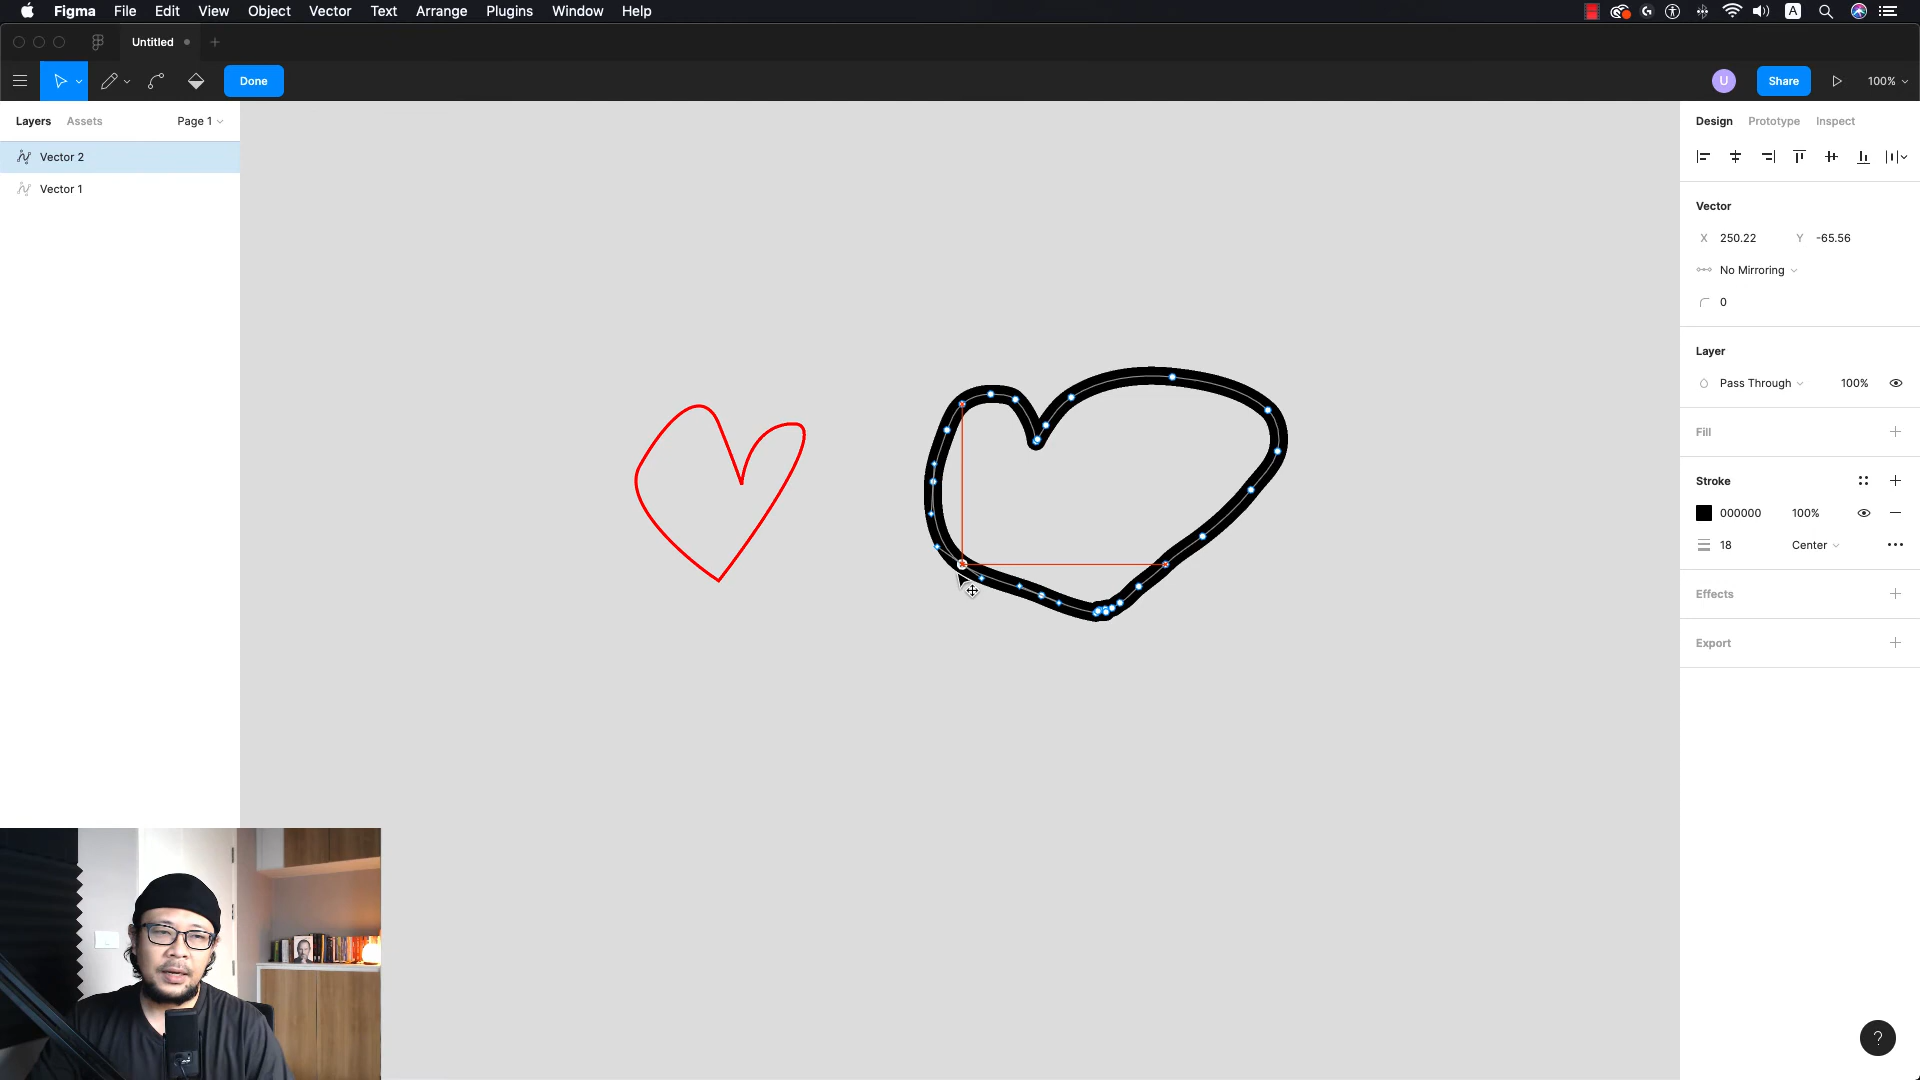 Figma File Edit View Object Vector Text Arrange Plugins Window Help A
Untitled
Done U Share 100%
Layers Assets Page 1 Design Prototype Inspect
Vector 2
Vector 1
Vector
X 250.22 Y -65.56
No Mirroring
0
Layer
Pass Through 100%
Fill
Stroke
000000 100%
18 Center
Effects
Export
?